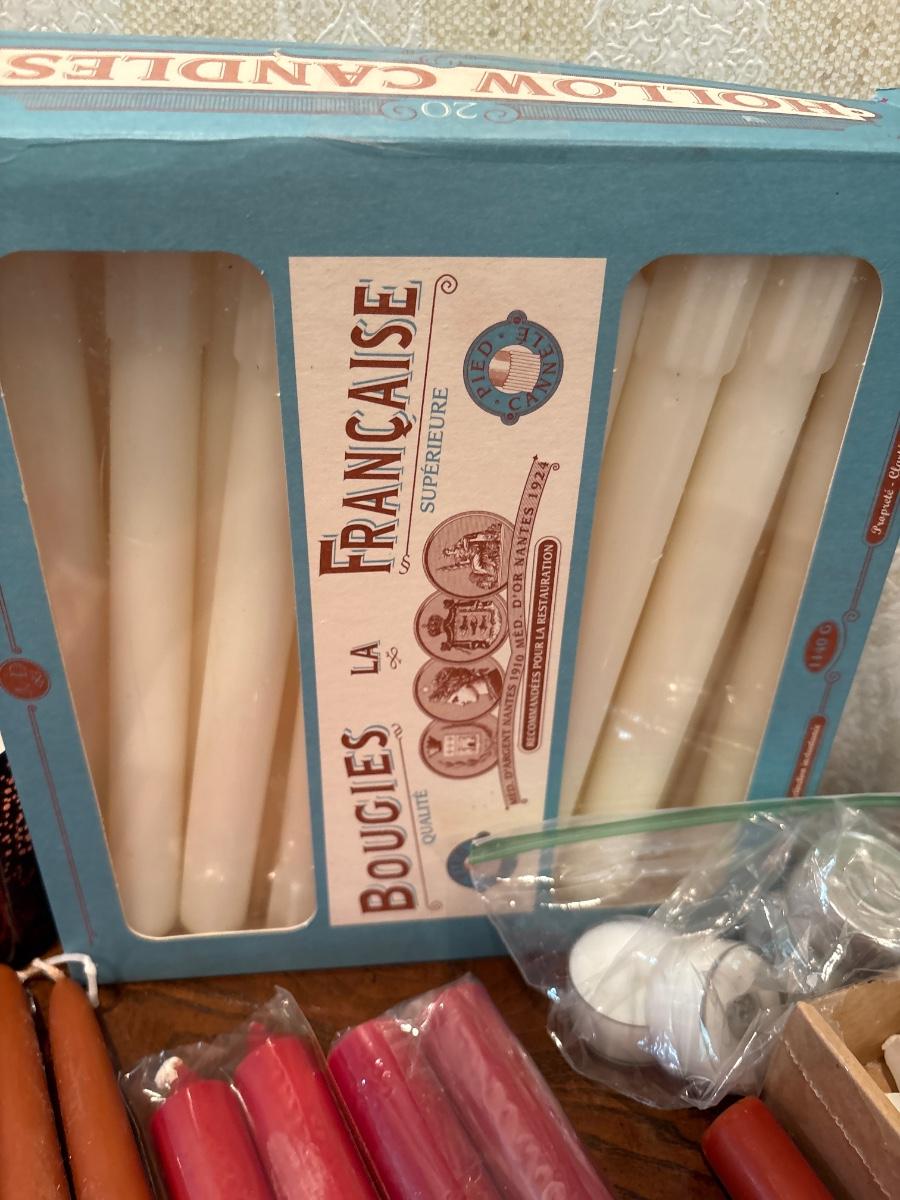 HOLLOW CANDLES
20
BOUGIES LA FRANÇAISE
QUALITÉ SUPÉRIEURE
PIED CANNELÉ
MÉD. D'ARGENT NANTES 1910 MÉD. D'OR NANTES 1924
RECOMMANDÉES POUR LA RESTAURATION
Propreté -
1140 G